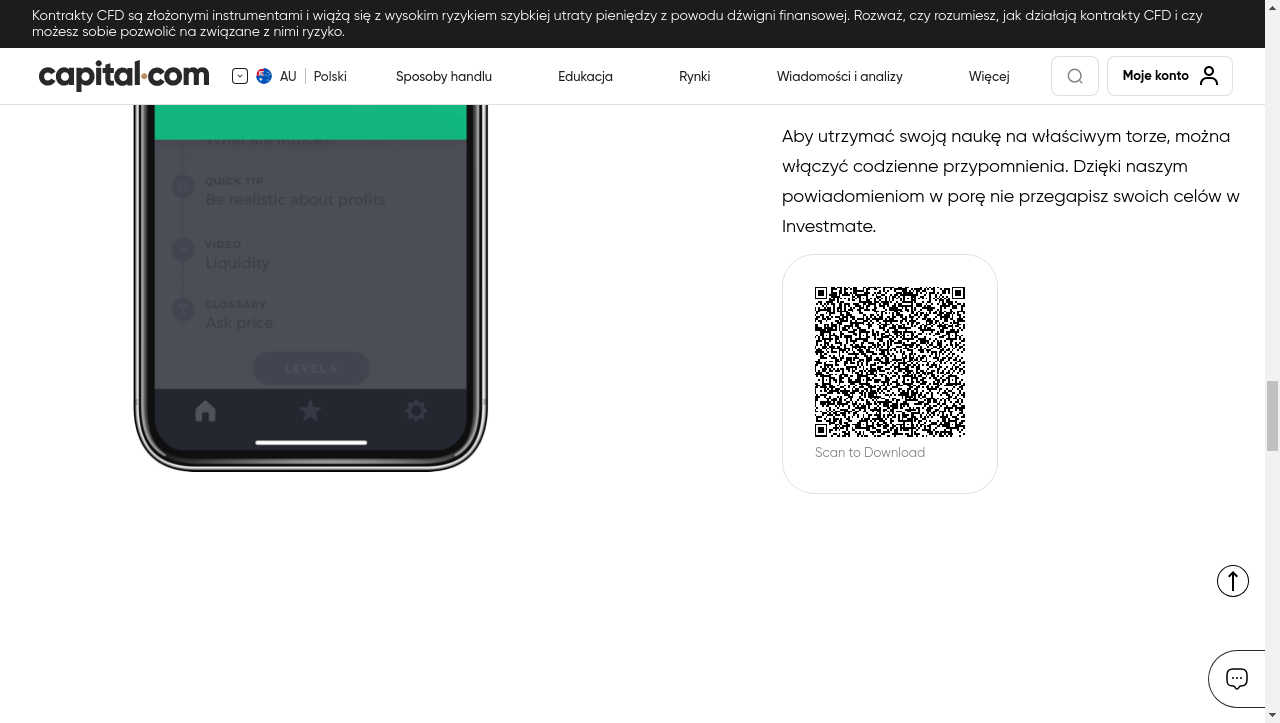 Kontrakty CFD są złożonymi instrumentami i wiążą się z wysokim ryzykiem szybkiej utraty pieniędzy z powodu dźwigni finansowej. Rozważ, czy rozumiesz, jak działają kontrakty CFD i czy
możesz sobie pozwolić na związane z nimi ryzyko.
capital.com
AU
Polski
Sposoby handlu
Edukacja
Rynki
Wiadomości i analizy
Więcej
Moje konto
What are indices?
QUICK TIP
Be realistic about profits
VIDEO
Liquidity
GLOSSARY
Ask price
LEVEL 4
Aby utrzymać swoją naukę na właściwym torze, można
włączyć codzienne przypomnienia. Dzięki naszym
powiadomieniom w porę nie przegapisz swoich celów w
Investmate.
Scan to Download